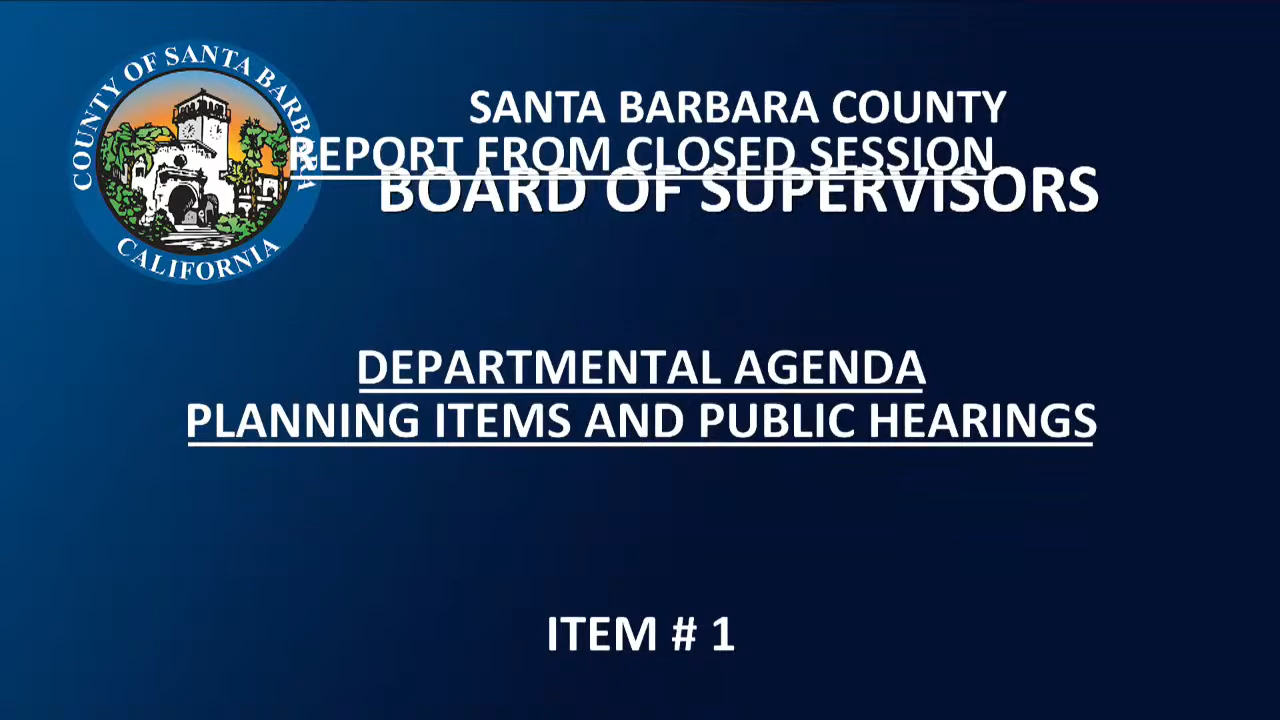 COUNTY OF SANTA BARBARA
CALIFORNIA
SANTA BARBARA COUNTY
REPORT FROM CLOSED SESSION
BOARD OF SUPERVISORS
DEPARTMENTAL AGENDA
PLANNING ITEMS AND PUBLIC HEARINGS
ITEM # 1